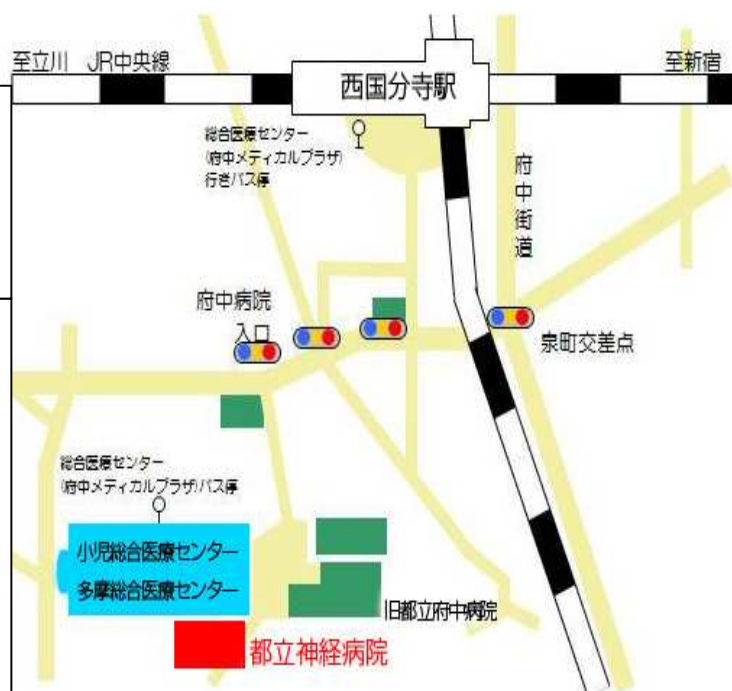 至立川 JR中央線
至新宿
西国分寺駅
総合医療センター
(府中メディカルプラザ)
行きバス停
府中街道
府中病院
入口
泉町交差点
総合医療センター
(府中メディカルプラザ)バス停
小児総合医療センター
多摩総合医療センター
旧都立府中病院
都立神経病院